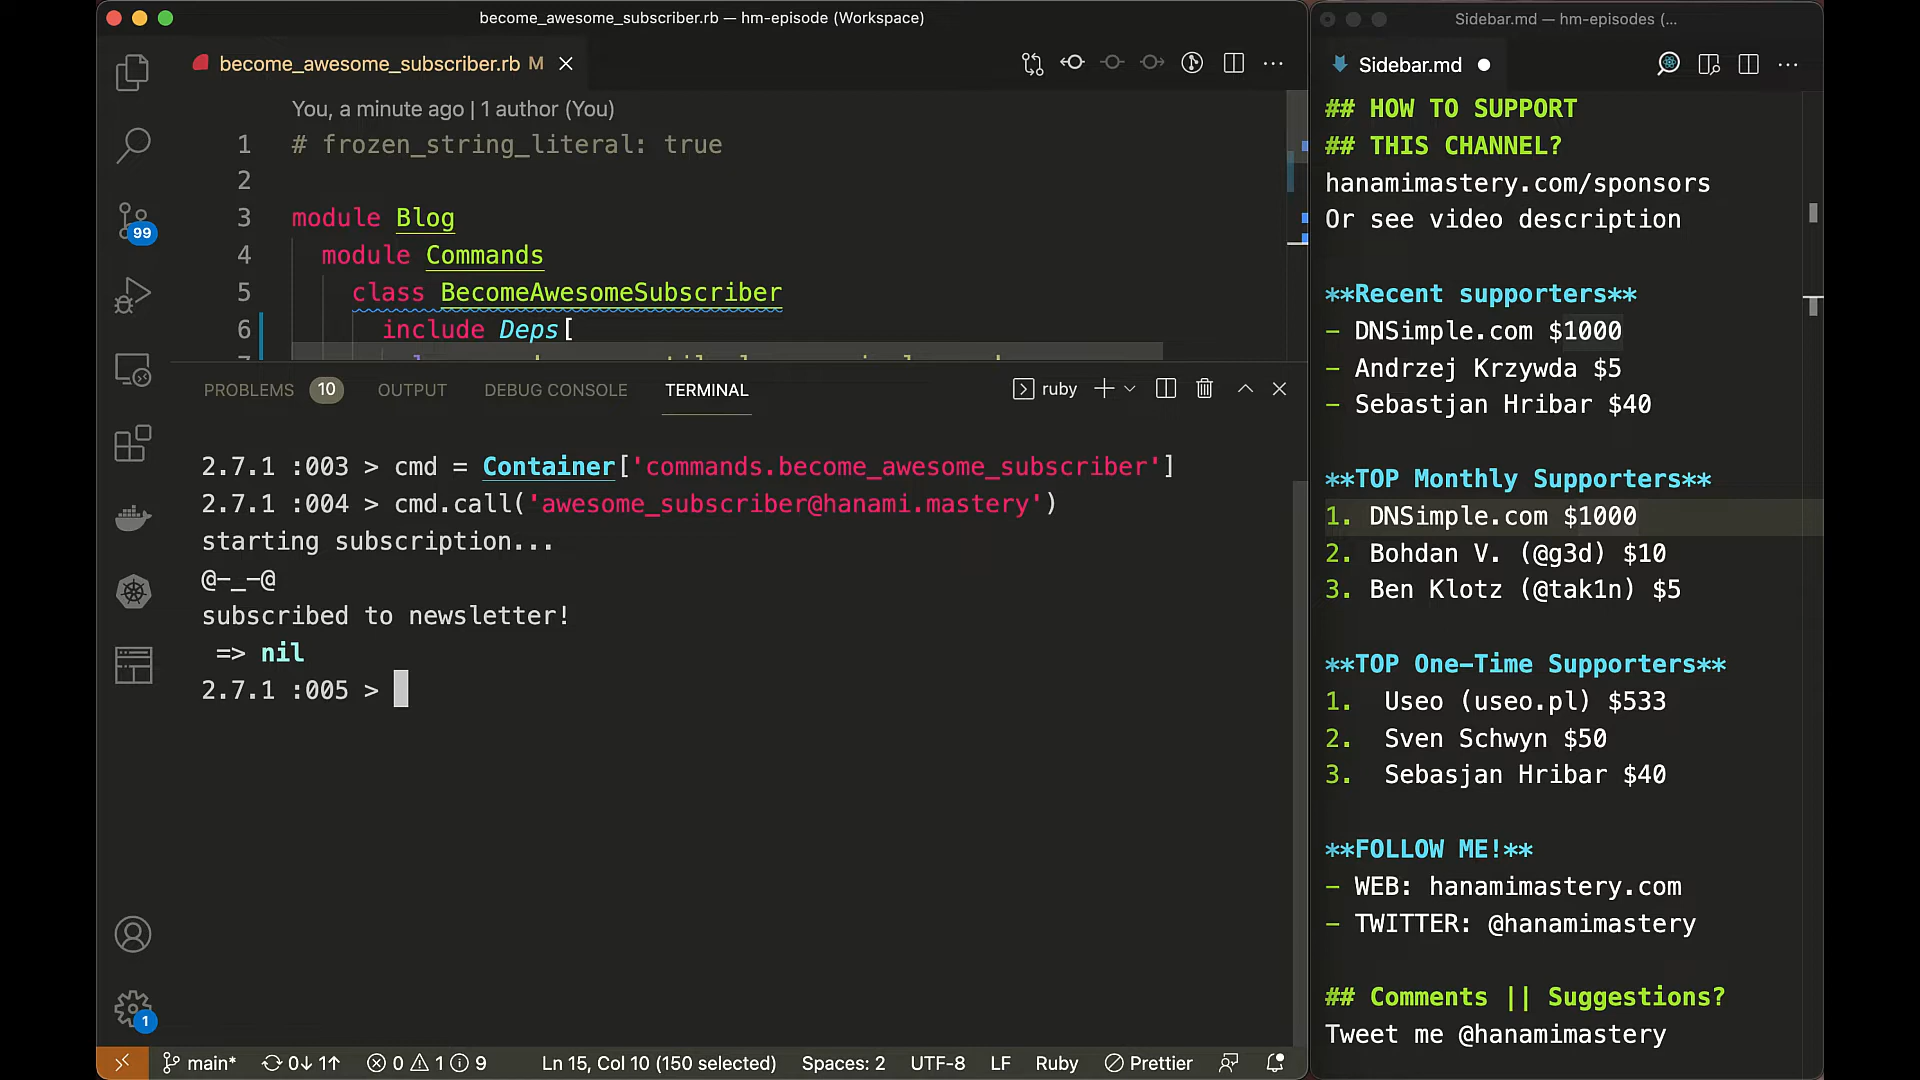 become_awesome_subscriber.rb — hm-episode (Workspace)
become_awesome_subscriber.rb M
You, a minute ago | 1 author (You)
1 # frozen_string_literal: true
2
3 module Blog
4 module Commands
5 class BecomeAwesomeSubscriber
6 include Deps[
99
PROBLEMS 10 OUTPUT DEBUG CONSOLE TERMINAL ruby
2.7.1 :003 > cmd = Container['commands.become_awesome_subscriber']
2.7.1 :004 > cmd.call('awesome_subscriber@hanami.mastery')
starting subscription...
@-_-@
subscribed to newsletter!
=> nil
2.7.1 :005 >
1
main* 0↓ 1↑ 0 1 9 Ln 15, Col 10 (150 selected) Spaces: 2 UTF-8 LF Ruby Prettier
Sidebar.md — hm-episodes (...
Sidebar.md
## HOW TO SUPPORT
## THIS CHANNEL?
hanamimastery.com/sponsors
Or see video description
**Recent supporters**
- DNSimple.com $1000
- Andrzej Krzywda $5
- Sebastjan Hribar $40
**TOP Monthly Supporters**
1. DNSimple.com $1000
2. Bohdan V. (@g3d) $10
3. Ben Klotz (@tak1n) $5
**TOP One-Time Supporters**
1. Useo (useo.pl) $533
2. Sven Schwyn $50
3. Sebasjan Hribar $40
**FOLLOW ME!**
- WEB: hanamimastery.com
- TWITTER: @hanamimastery
## Comments || Suggestions?
Tweet me @hanamimastery